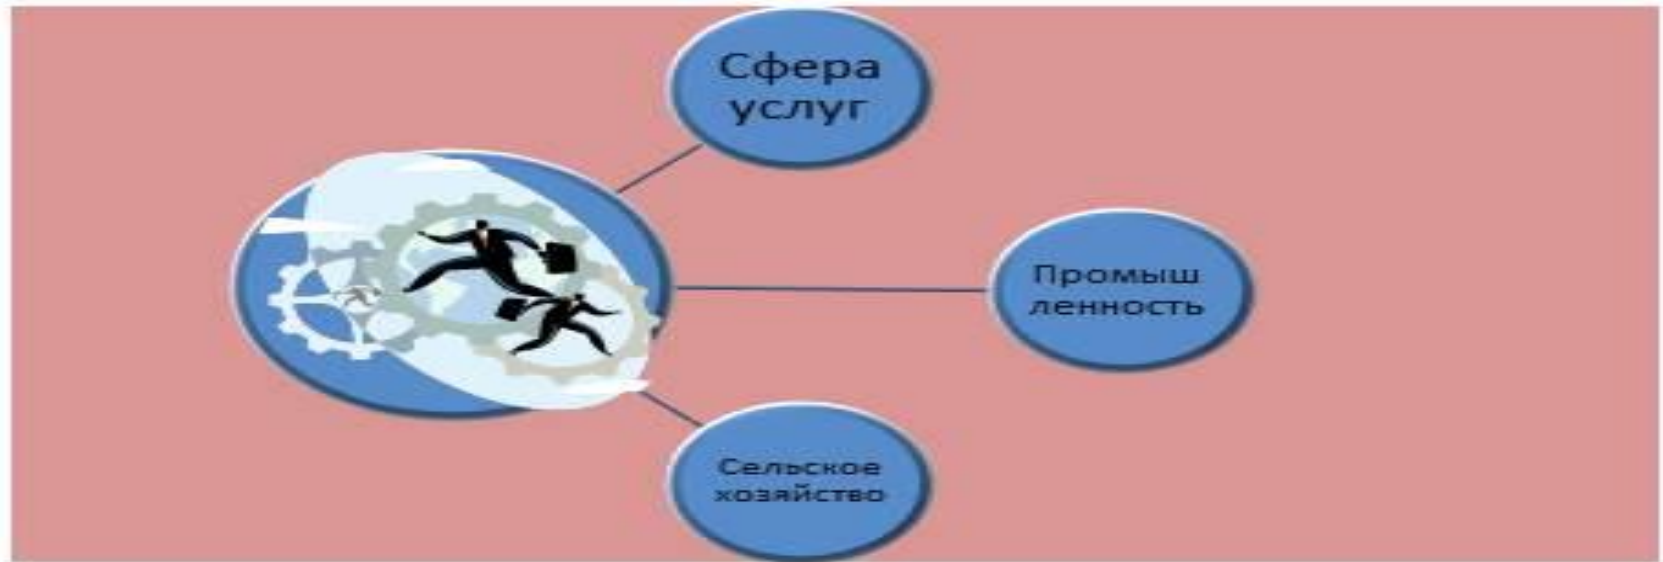 Сфера
услуг
Промыш
ленность
Сельское
хозяйство